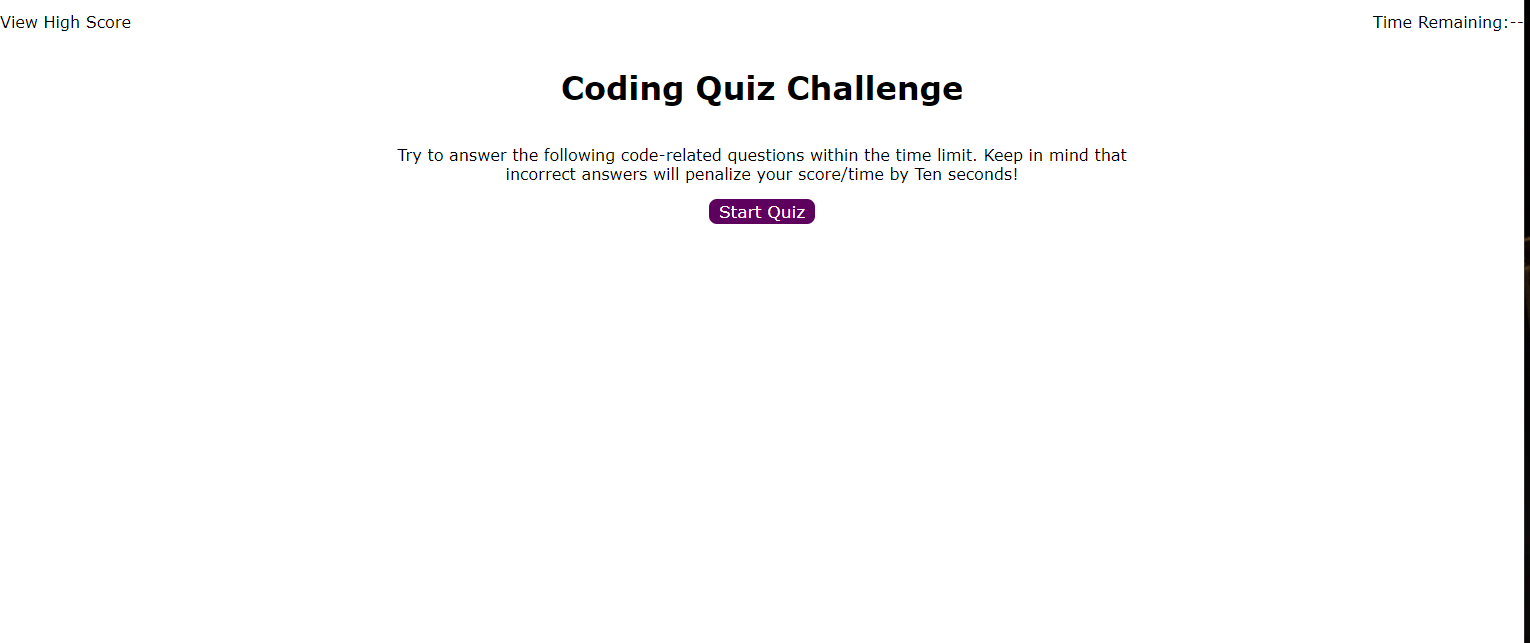 View High Score
Time Remaining:--
Coding Quiz Challenge
Try to answer the following code-related questions within the time limit. Keep in mind that
incorrect answers will penalize your score/time by Ten seconds!
Start Quiz